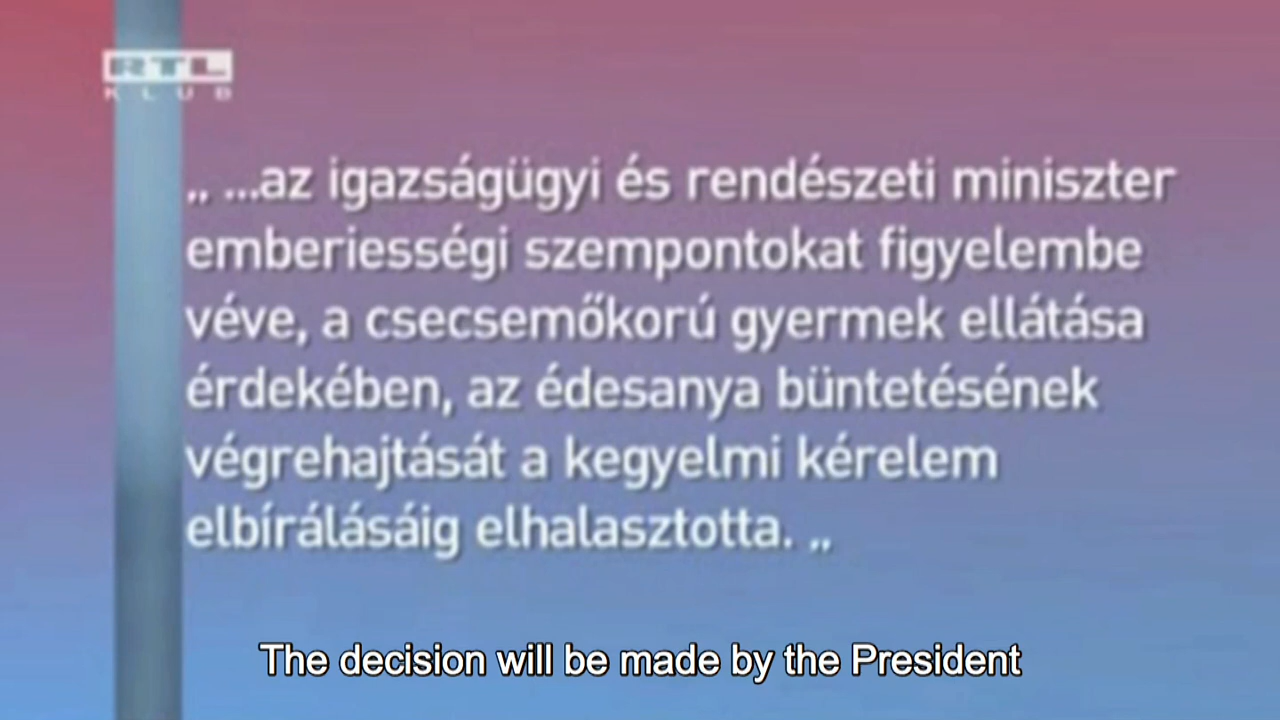 RTL
KLUB
„ ...az igazságügyi és rendészeti miniszter
emberiességi szempontokat figyelembe
véve, a csecsemőkorú gyermek ellátása
érdekében, az édesanya büntetésének
végrehajtását a kegyelmi kérelem
elbírálásáig elhalasztotta. „
The decision will be made by the President